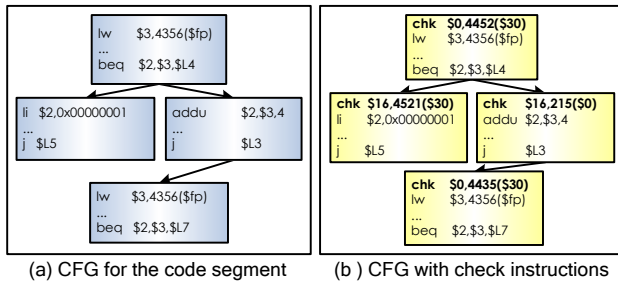 lw $3,4356($fp)
...
beq $2,$3,$L4
li $2,0x00000001
...
j $L5
addu $2,$3,4
...
j $L3
lw $3,4356($fp)
...
beq $2,$3,$L7
(a) CFG for the code segment
chk $0,4452($30)
lw $3,4356($fp)
...
beq $2,$3,$L4
chk $16,4521($30)
li $2,0x00000001
...
j $L5
chk $16,215($0)
addu $2,$3,4
...
j $L3
chk $0,4435($30)
lw $3,4356($fp)
...
beq $2,$3,$L7
(b ) CFG with check instructions